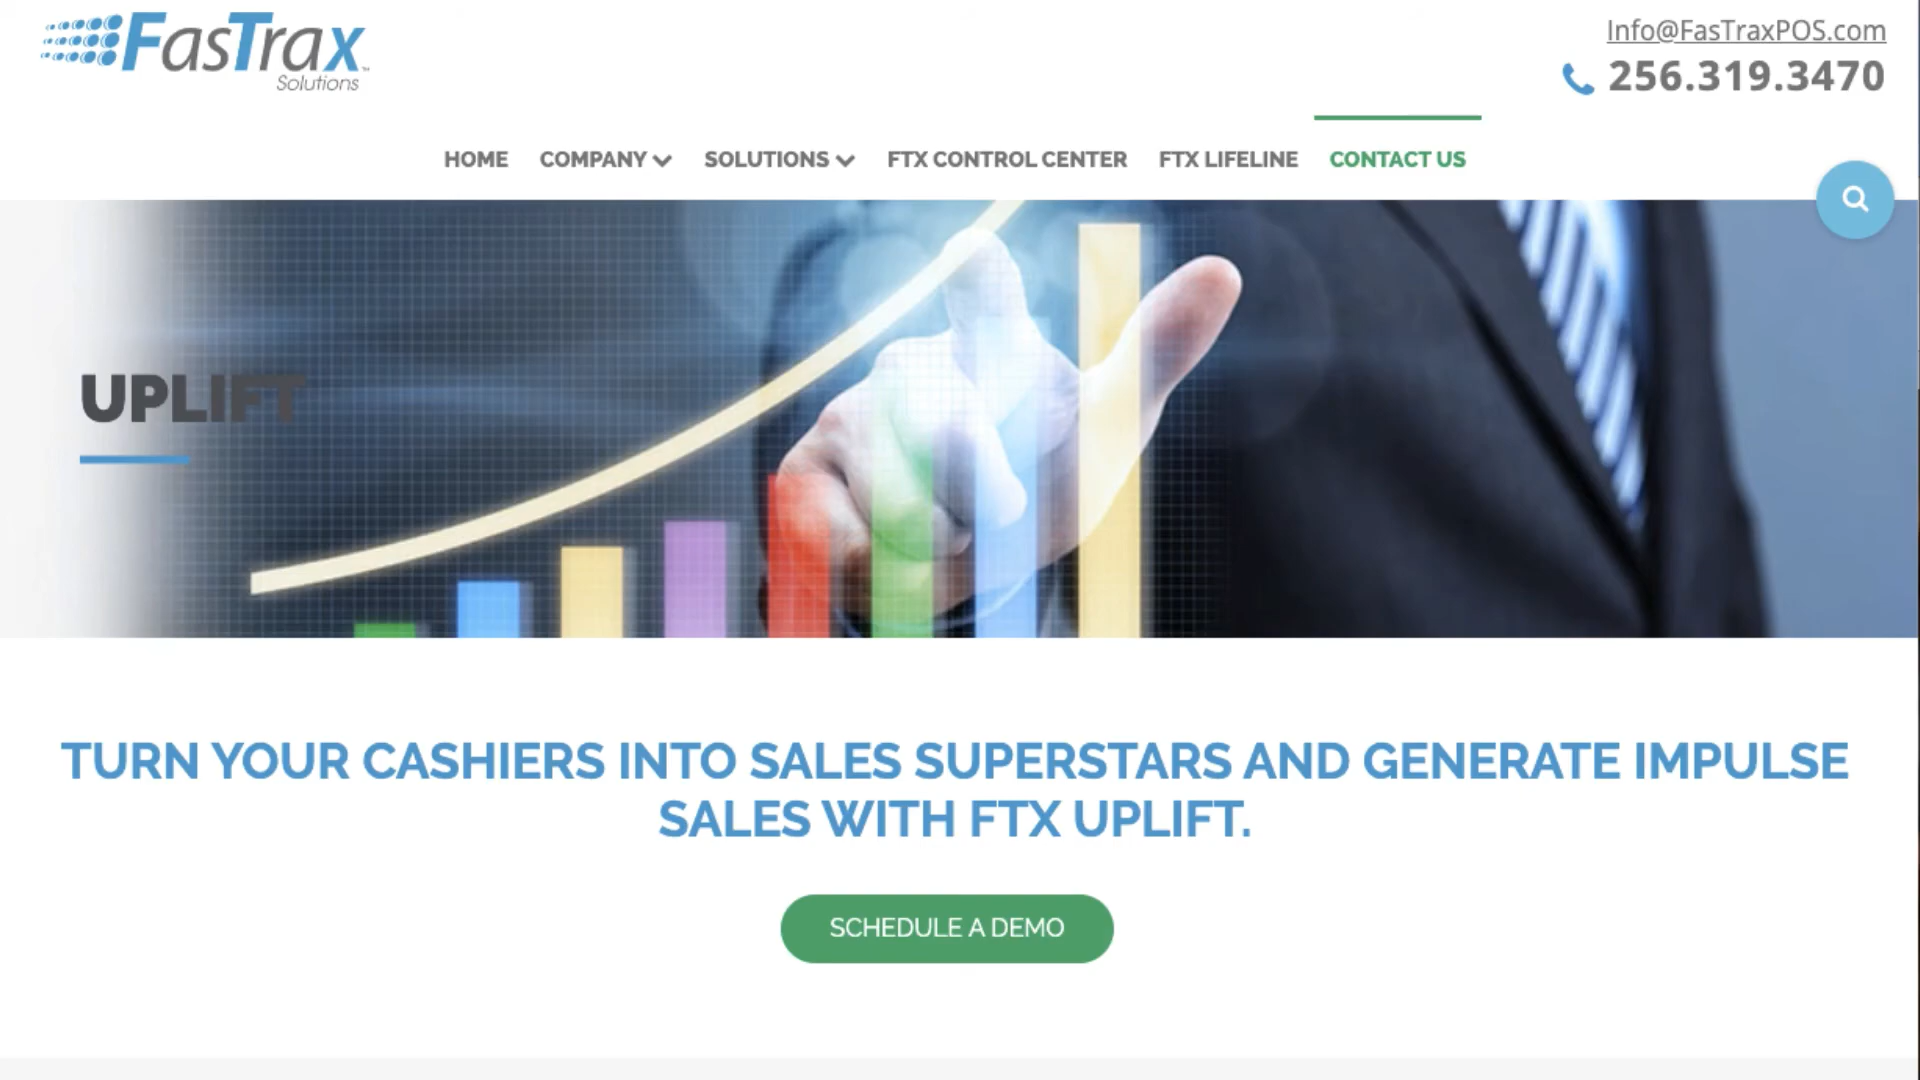 FasTrax
Solutions
Info@FasTraxPOS.com
256.319.3470
HOME COMPANY SOLUTIONS FTX CONTROL CENTER FTX LIFELINE CONTACT US
UPLIFT
TURN YOUR CASHIERS INTO SALES SUPERSTARS AND GENERATE IMPULSE
SALES WITH FTX UPLIFT.
SCHEDULE A DEMO